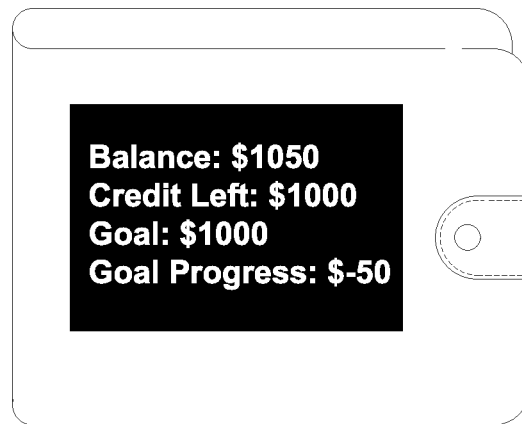 Balance: $1050
Credit Left: $1000
Goal: $1000
Goal Progress: $-50